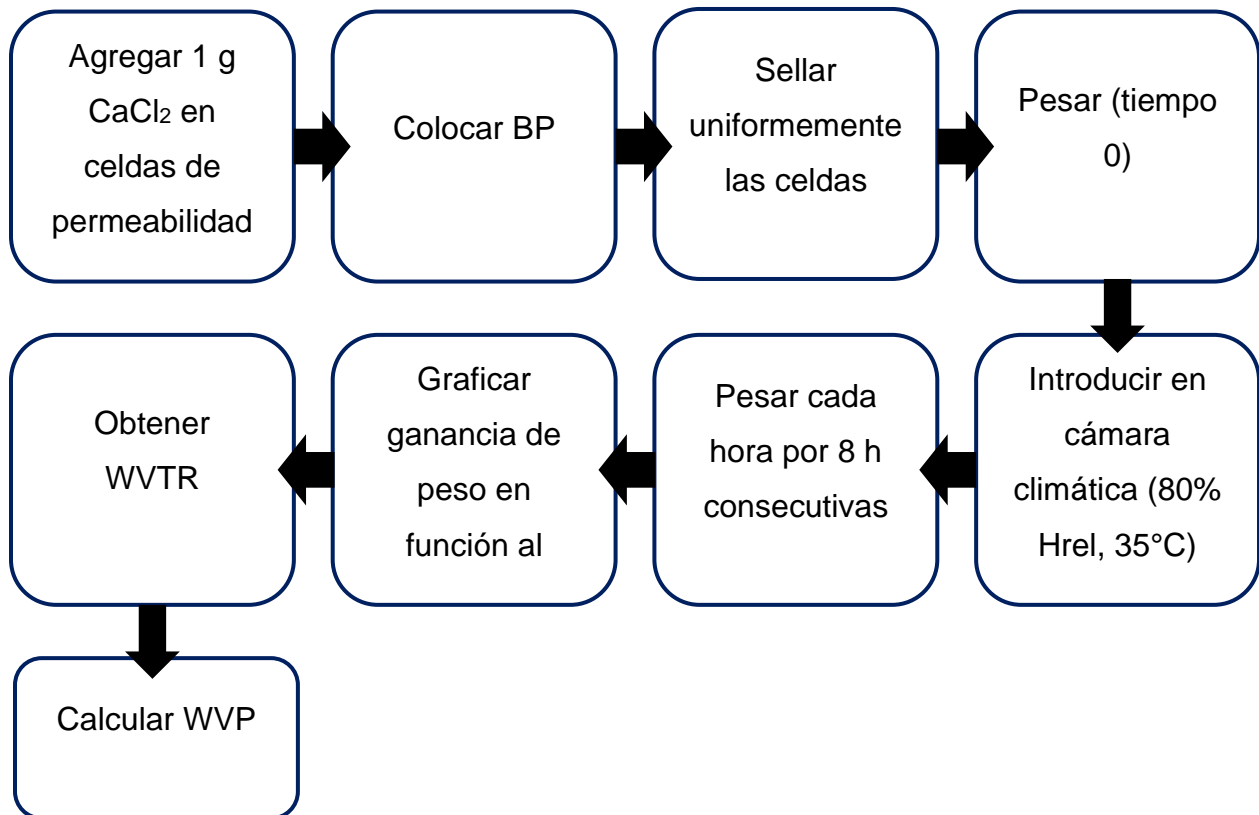 Agregar 1 g
CaCl₂ en
celdas de
permeabilidad
Colocar BP
Sellar
uniformemente
las celdas
Pesar (tiempo
0)
Introducir en
cámara
climática (80%
Hrel, 35°C)
Pesar cada
hora por 8 h
consecutivas
Graficar
ganancia de
peso en
función al
Obtener
WVTR
Calcular WVP